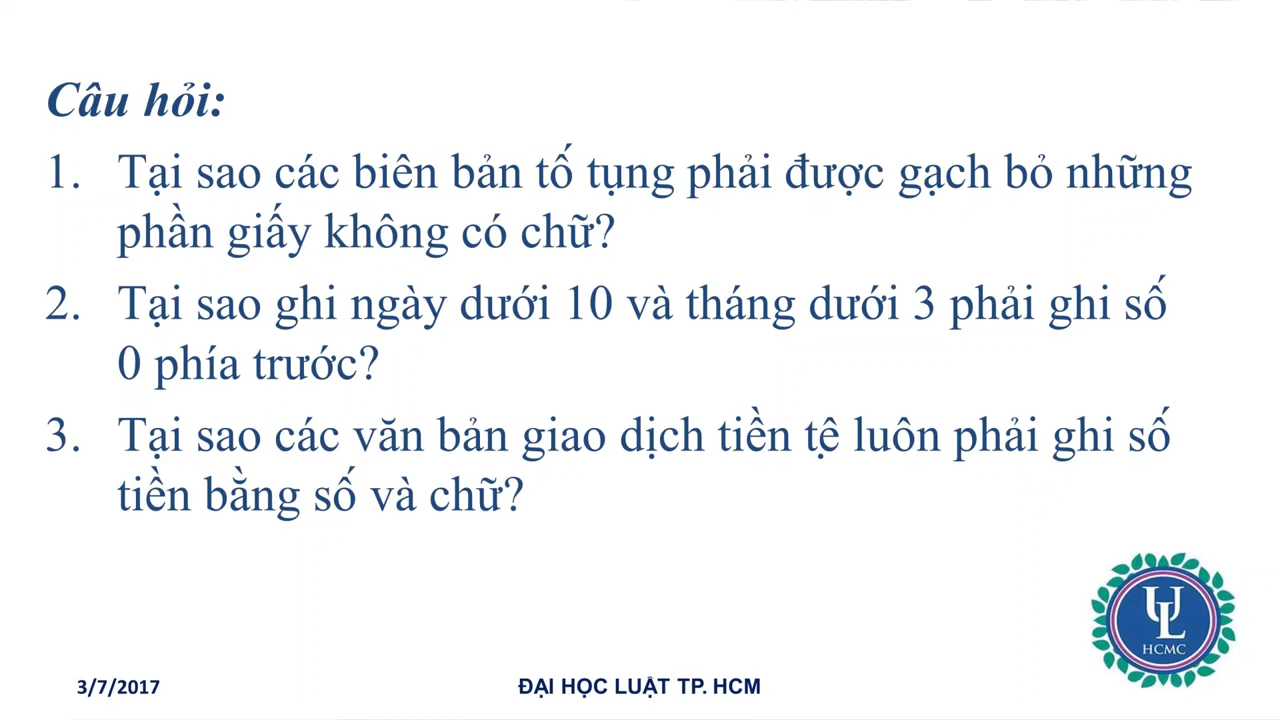 Câu hỏi:
1. Tại sao các biên bản tố tụng phải được gạch bỏ những
phần giấy không có chữ?
2. Tại sao ghi ngày dưới 10 và tháng dưới 3 phải ghi số
0 phía trước?
3. Tại sao các văn bản giao dịch tiền tệ luôn phải ghi số
tiền bằng số và chữ?
UL
HCMC
3/7/2017
ĐẠI HỌC LUẬT TP. HCM